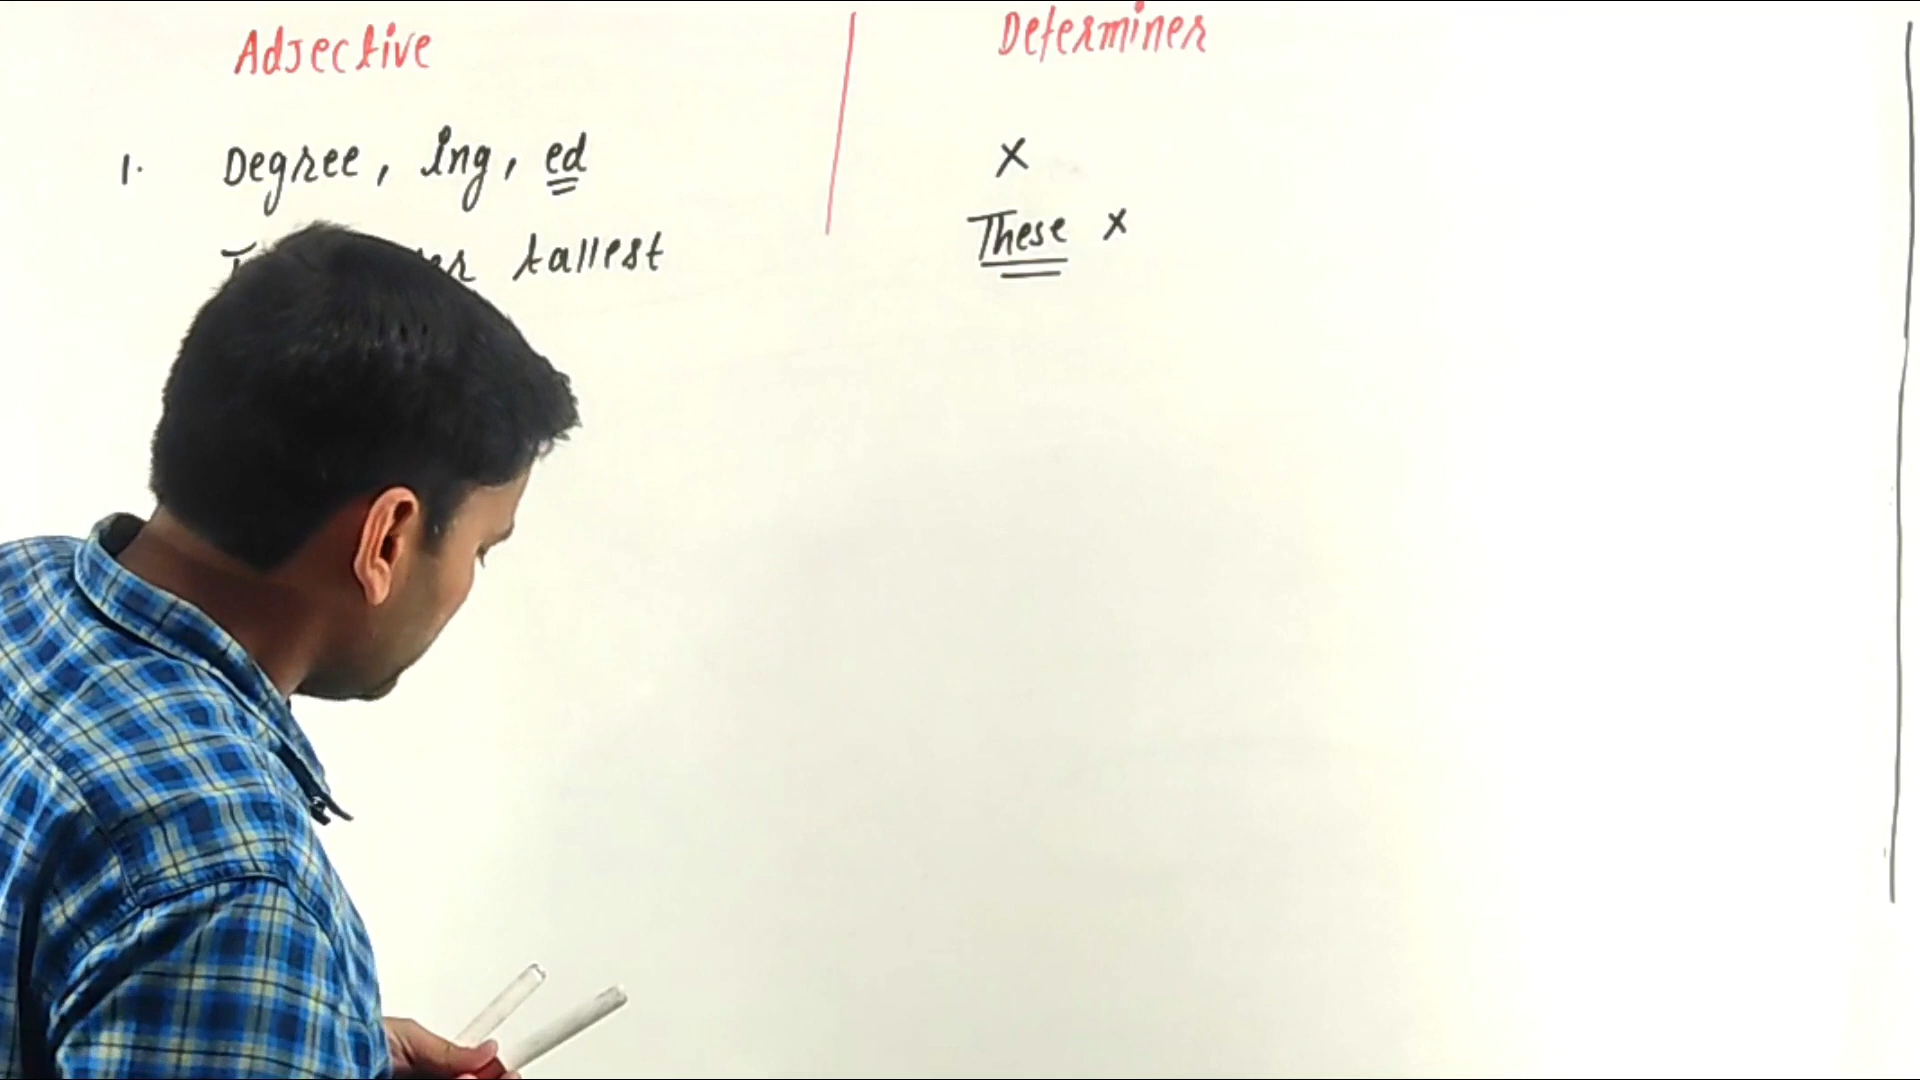 Adjective
Determiner
1. Degree, ing, ed
x
These x
tallest